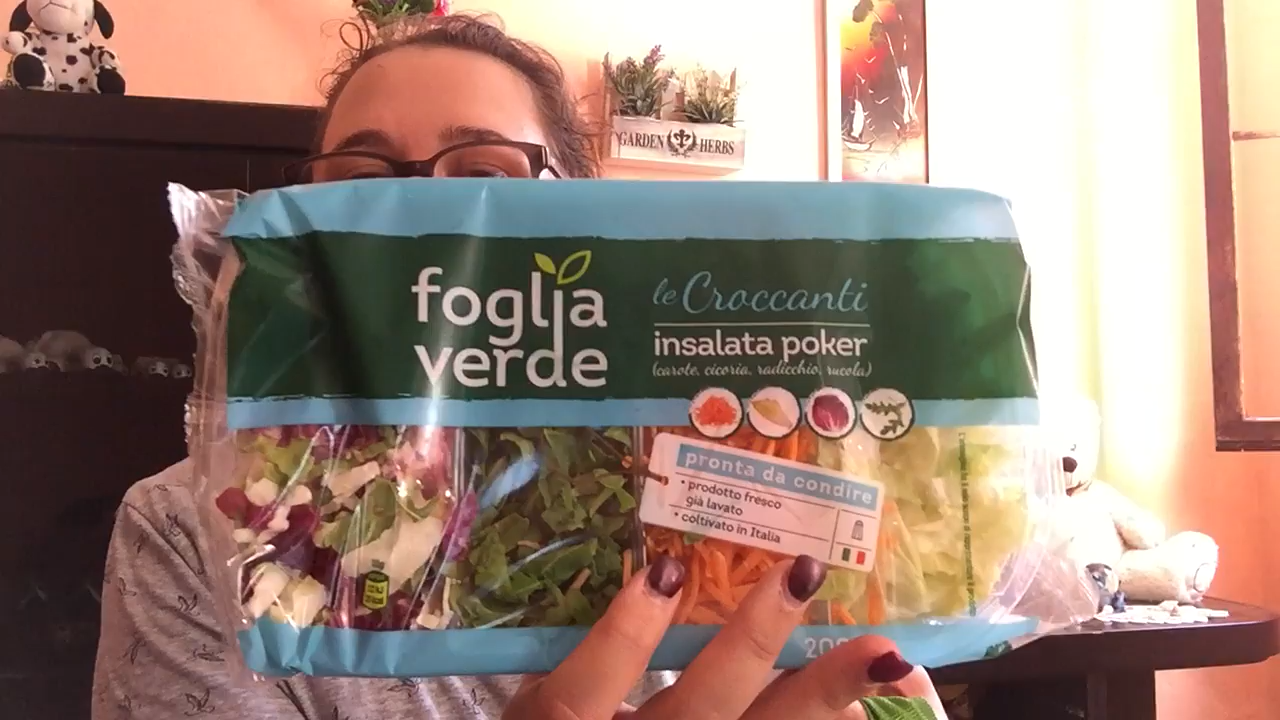 GARDEN HERBS
foglia
verde
le Croccanti
insalata poker
(carote, cicoria, radicchio, rucola)
pronta da condire
• prodotto fresco
già lavato
• coltivato in Italia